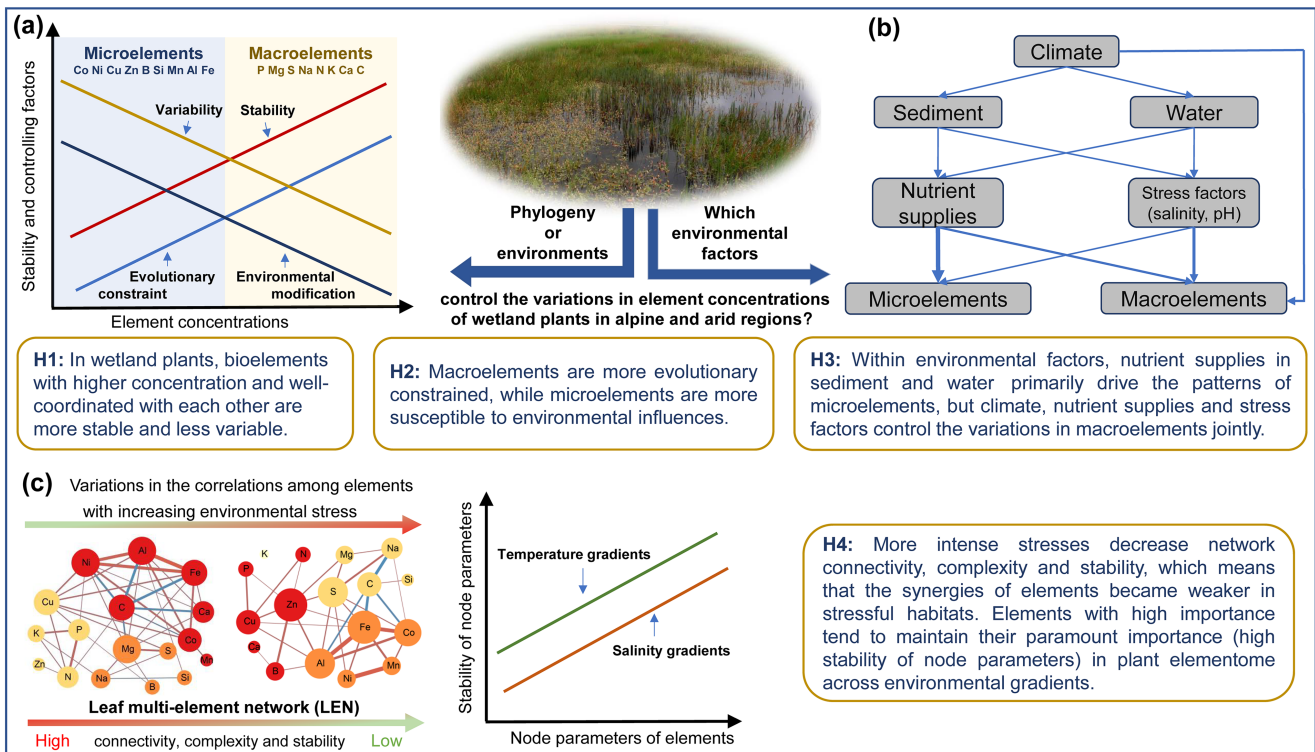 (a)
Stability and controlling factors
Microelements
Co Ni Cu Zn B Si Mn Al Fe
Macroelements
P Mg S Na N K Ca C
Variability
Stability
Evolutionary
constraint
Environmental
modification
Element concentrations
Phylogeny
or
environments
Which
environmental
factors
control the variations in element concentrations
of wetland plants in alpine and arid regions?
(b)
Climate
Sediment
Water
Nutrient
supplies
Stress factors
(salinity, pH)
Microelements
Macroelements
H1: In wetland plants, bioelements
with higher concentration and well-
coordinated with each other are
more stable and less variable.
H2: Macroelements are more evolutionary
constrained, while microelements are more
susceptible to environmental influences.
H3: Within environmental factors, nutrient supplies in
sediment and water primarily drive the patterns of
microelements, but climate, nutrient supplies and stress
factors control the variations in macroelements jointly.
(c)
Variations in the correlations among elements
with increasing environmental stress
Al
Ni
Fe
Cu
C
Ca
K
P
Co
Mg
S
Mn
Zn
N
Na
B
Si
K
N
Mg
Na
P
S
C
Si
Zn
Cu
Fe
Co
Ca
B
Al
Mn
Ni
Leaf multi-element network (LEN)
High
connectivity, complexity and stability
Low
Stability of node parameters
Temperature gradients
Salinity gradients
Node parameters of elements
H4: More intense stresses decrease network
connectivity, complexity and stability, which means
that the synergies of elements became weaker in
stressful habitats. Elements with high importance
tend to maintain their paramount importance (high
stability of node parameters) in plant elementome
across environmental gradients.